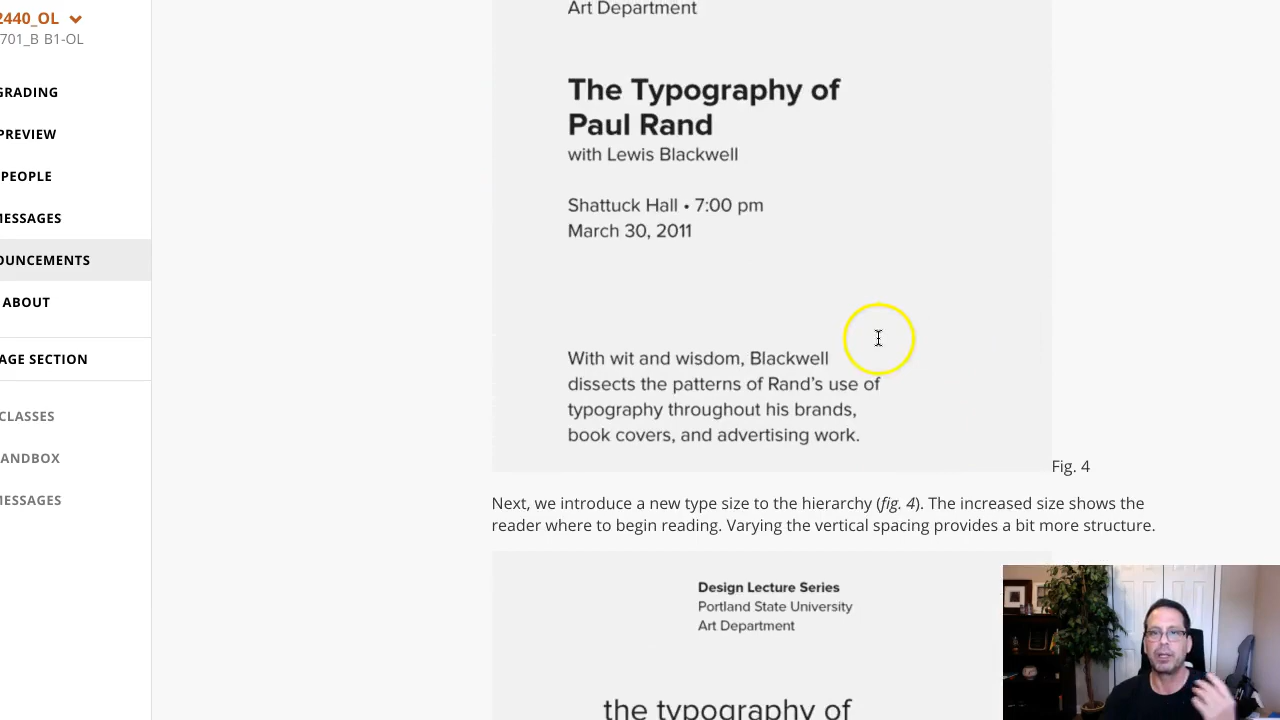 2440_OL
701_B B1-OL
GRADING
PREVIEW
PEOPLE
MESSAGES
OUNCEMENTS
ABOUT
AGE SECTION
CLASSES
ANDBOX
MESSAGES
Art Department
The Typography of
Paul Rand
with Lewis Blackwell
Shattuck Hall • 7:00 pm
March 30, 2011
With wit and wisdom, Blackwell
dissects the patterns of Rand’s use of
typography throughout his brands,
book covers, and advertising work.
Fig. 4
Next, we introduce a new type size to the hierarchy (fig. 4). The increased size shows the
reader where to begin reading. Varying the vertical spacing provides a bit more structure.
Design Lecture Series
Portland State University
Art Department
the typography of